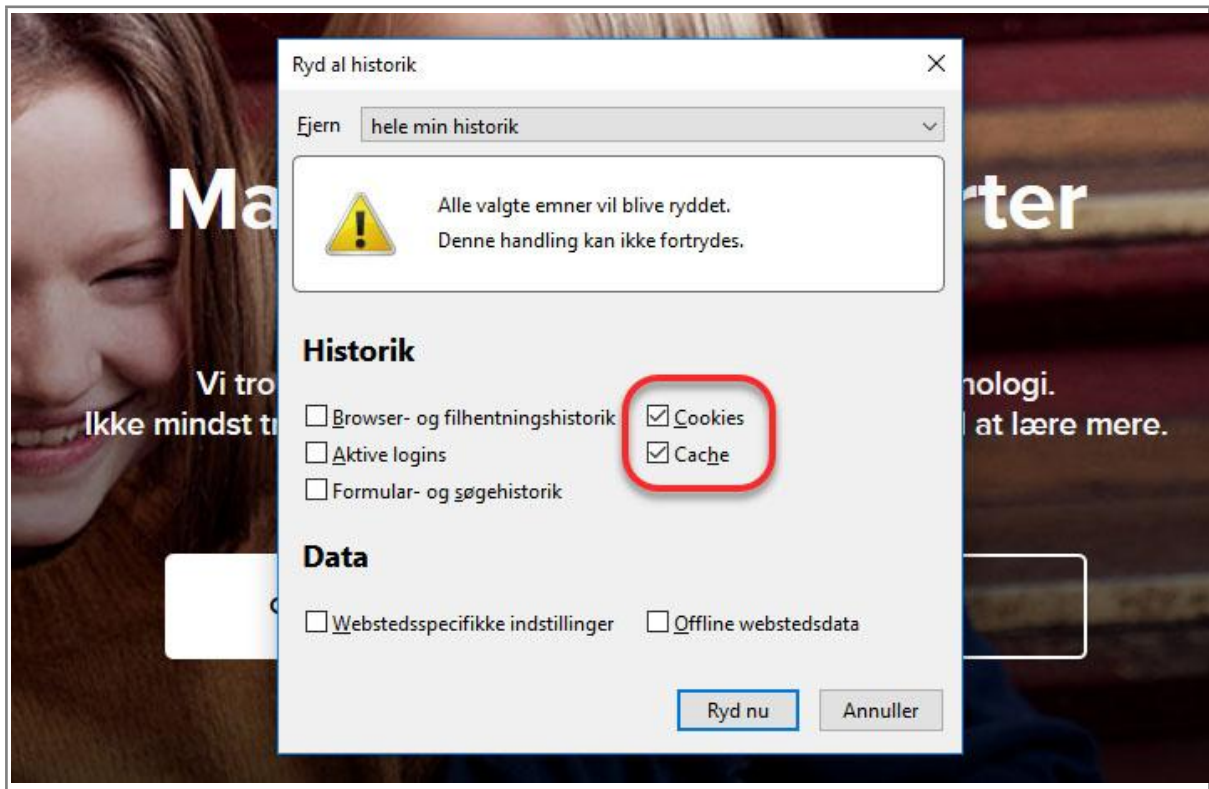 Ryd al historik
Fjern hele min historik
Ma
rter
Alle valgte emner vil blive ryddet.
Denne handling kan ikke fortrydes.
Historik
Vi tro
nologi.
Browser- og filhentningshistorik
Cookies
Ikke mindst tr
at lære mere.
Aktive logins
Cache
Formular- og søgehistorik
Data
Webstedsspecifikke indstillinger
Offline webstedsdata
Ryd nu
Annuller